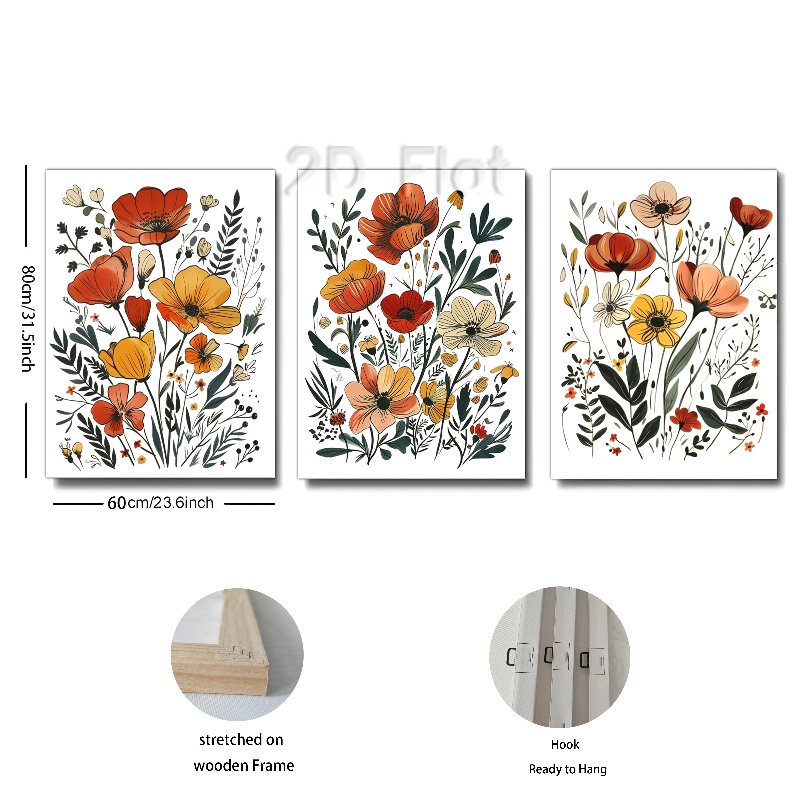 2D Flat
80cm/31.5inch
60cm/23.6inch
stretched on
wooden Frame
Hook
Ready to Hang